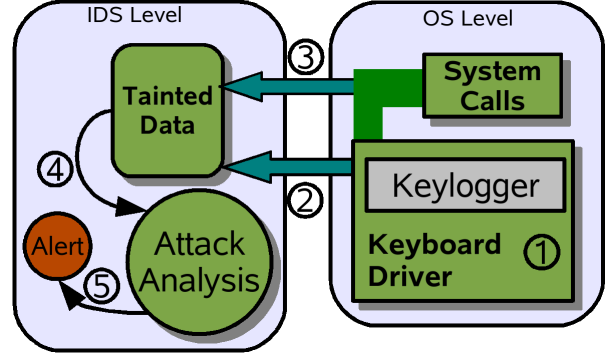 IDS Level
OS Level
③
System
Calls
Tainted
Data
④
②
Keylogger
Keyboard
Driver
①
Alert
Attack
Analysis
⑤